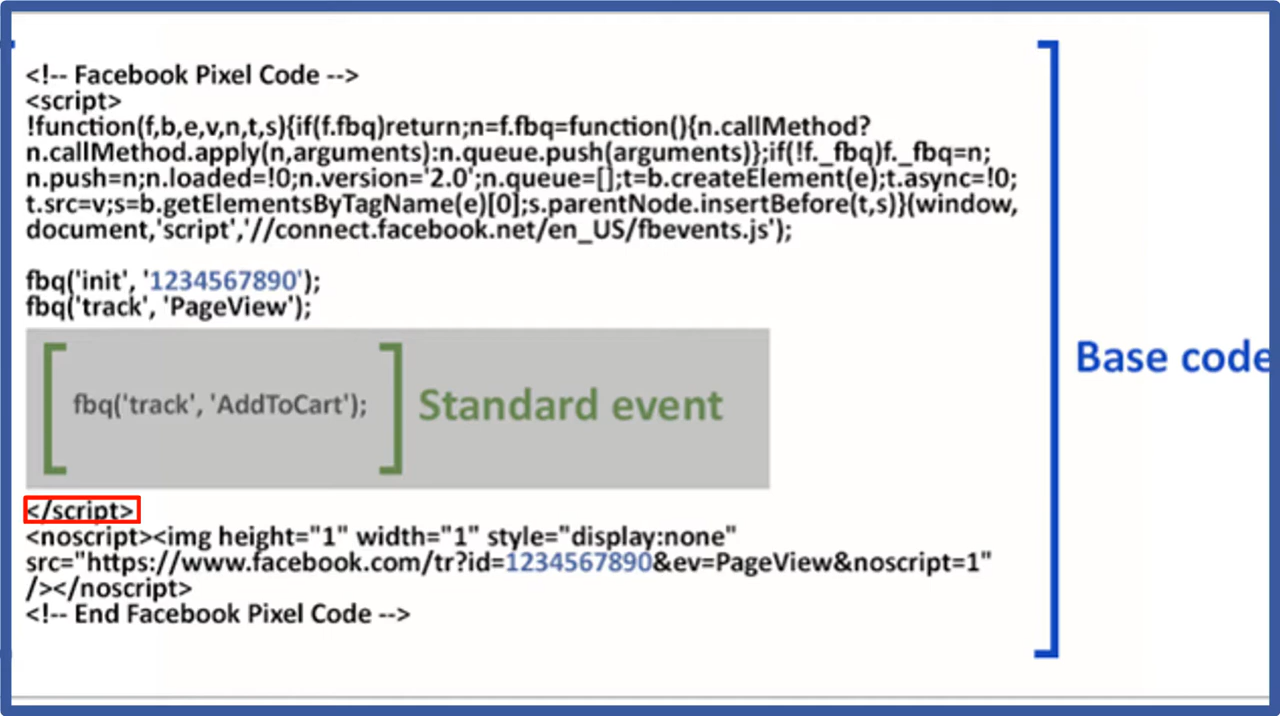 <!-- Facebook Pixel Code -->
<script>
!function(f,b,e,v,n,t,s){if(f.fbq)return;n=f.fbq=function(){n.callMethod?
n.callMethod.apply(n,arguments):n.queue.push(arguments)};if(!f._fbq)f._fbq=n;
n.push=n;n.loaded=!0;n.version='2.0';n.queue=[];t=b.createElement(e);t.async=!0;
t.src=v;s=b.getElementsByTagName(e)[0];s.parentNode.insertBefore(t,s)}(window,
document,'script','//connect.facebook.net/en_US/fbevents.js');
fbq('init', '1234567890');
fbq('track', 'PageView');
fbq('track', 'AddToCart');
Standard event
</script>
<noscript><img height="1" width="1" style="display:none"
src="https://www.facebook.com/tr?id=1234567890&ev=PageView&noscript=1"
/></noscript>
<!-- End Facebook Pixel Code -->
Base code